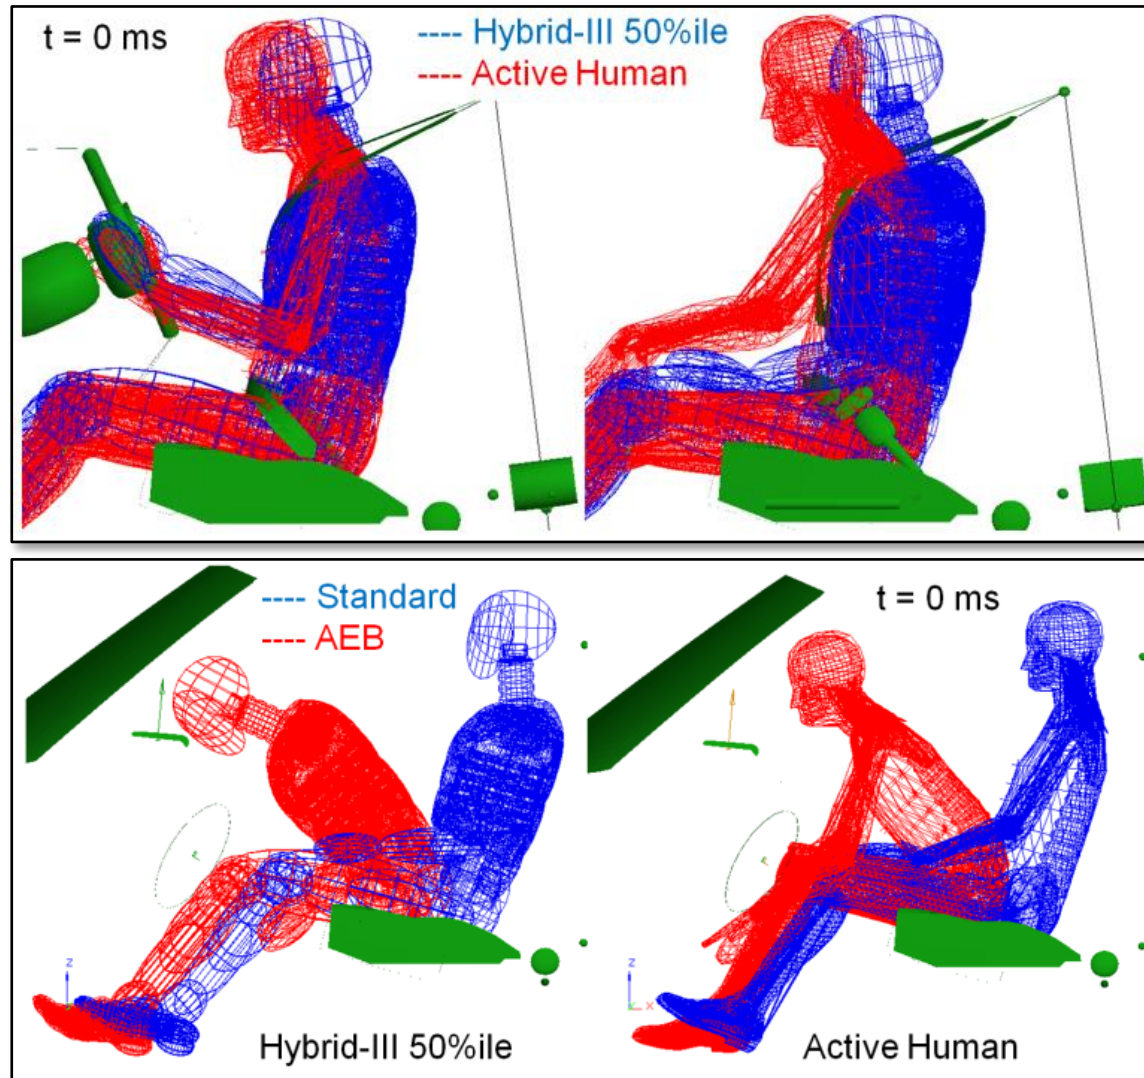 t = 0 ms
---- Hybrid-III 50%ile
---- Active Human
---- Standard
---- AEB
t = 0 ms
z
z
x
Hybrid-III 50%ile
Active Human